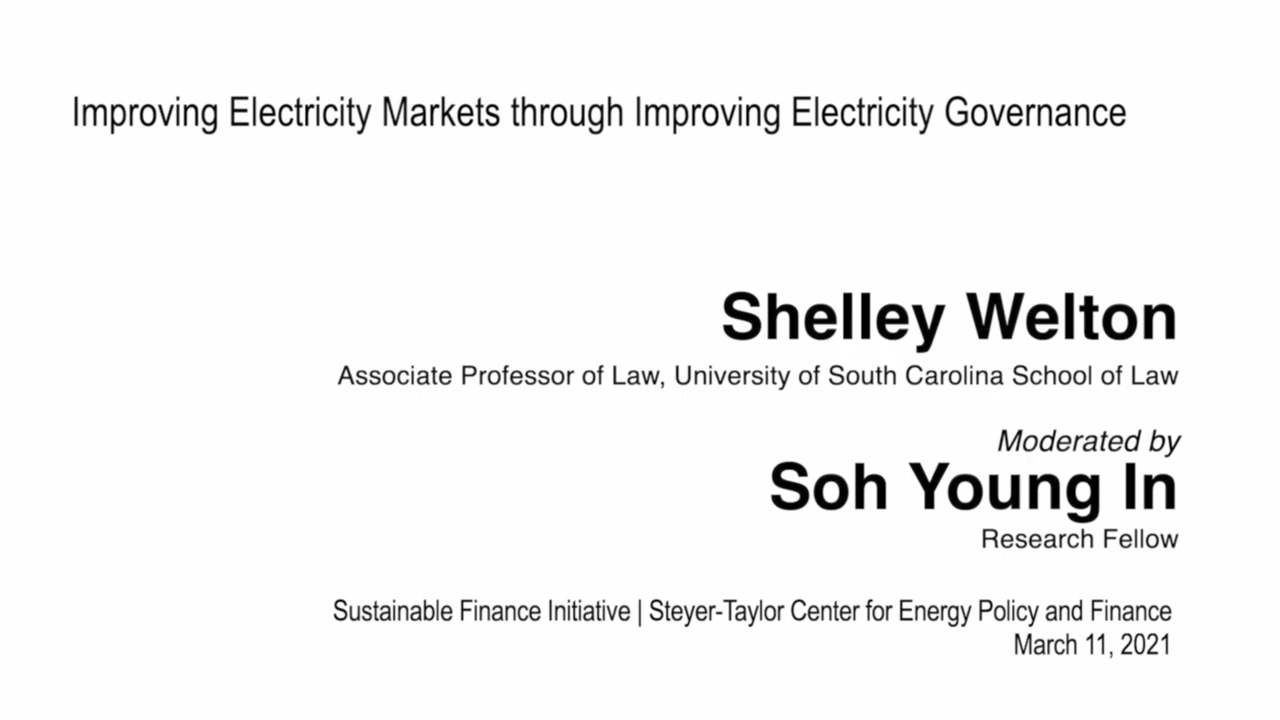 Improving Electricity Markets through Improving Electricity Governance
Shelley Welton
Associate Professor of Law, University of South Carolina School of Law
Moderated by
Soh Young In
Research Fellow
Sustainable Finance Initiative | Steyer-Taylor Center for Energy Policy and Finance
March 11, 2021